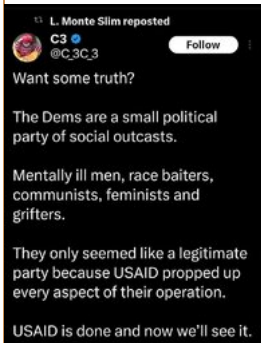 L. Monte Slim reposted
C3
@C_3C_3
Follow
Want some truth?
The Dems are a small political
party of social outcasts.
Mentally ill men, race baiters,
communists, feminists and
grifters.
They only seemed like a legitimate
party because USAID propped up
every aspect of their operation.
USAID is done and now we'll see it.